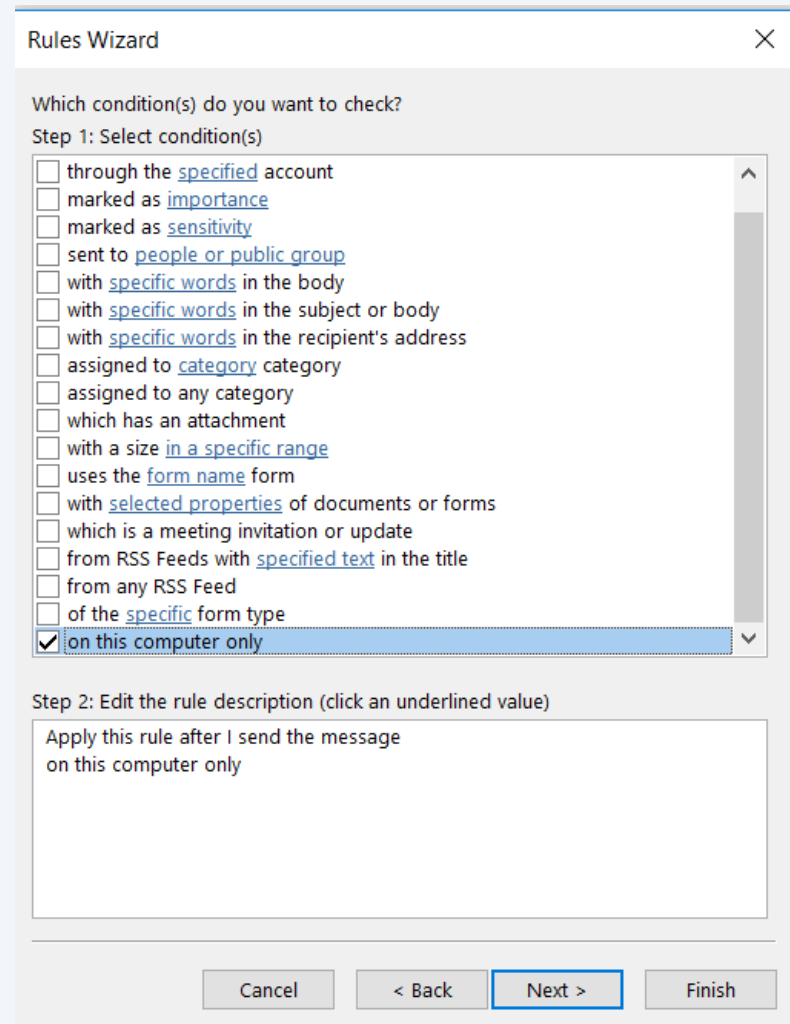 Rules Wizard
Which condition(s) do you want to check?
Step 1: Select condition(s)
through the specified account
marked as importance
marked as sensitivity
sent to people or public group
with specific words in the body
with specific words in the subject or body
with specific words in the recipient's address
assigned to category category
assigned to any category
which has an attachment
with a size in a specific range
uses the form name form
with selected properties of documents or forms
which is a meeting invitation or update
from RSS Feeds with specified text in the title
from any RSS Feed
of the specific form type
on this computer only
Step 2: Edit the rule description (click an underlined value)
Apply this rule after I send the message
on this computer only
Cancel
< Back
Next >
Finish